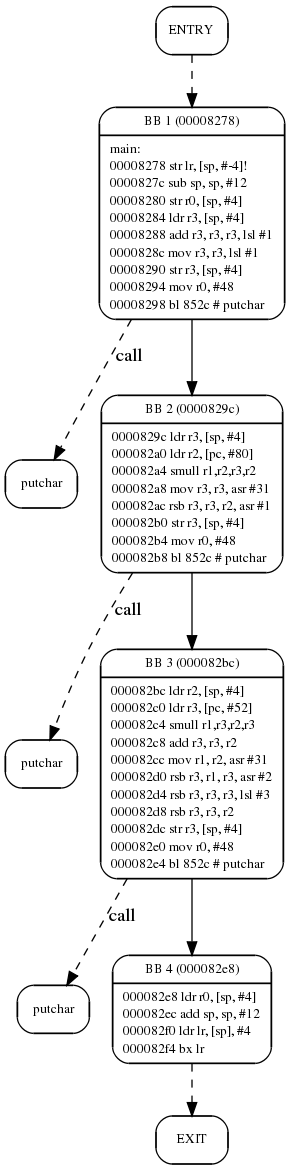 ENTRY
BB 1 (00008278)
main:
00008278 str lr, [sp, #-4]!
0000827c sub sp, sp, #12
00008280 str r0, [sp, #4]
00008284 ldr r3, [sp, #4]
00008288 add r3, r3, r3, lsl #1
0000828c mov r3, r3, lsl #1
00008290 str r3, [sp, #4]
00008294 mov r0, #48
00008298 bl 852c # putchar
call
putchar
BB 2 (0000829c)
0000829c ldr r3, [sp, #4]
000082a0 ldr r2, [pc, #80]
000082a4 smull r1,r2,r3,r2
000082a8 mov r3, r3, asr #31
000082ac rsb r3, r3, r2, asr #1
000082b0 str r3, [sp, #4]
000082b4 mov r0, #48
000082b8 bl 852c # putchar
call
putchar
BB 3 (000082bc)
000082bc ldr r2, [sp, #4]
000082c0 ldr r3, [pc, #52]
000082c4 smull r1,r3,r2,r3
000082c8 add r3, r3, r2
000082cc mov r1, r2, asr #31
000082d0 rsb r3, r1, r3, asr #2
000082d4 rsb r3, r3, r3, lsl #3
000082d8 rsb r3, r3, r2
000082dc str r3, [sp, #4]
000082e0 mov r0, #48
000082e4 bl 852c # putchar
call
putchar
BB 4 (000082e8)
000082e8 ldr r0, [sp, #4]
000082ec add sp, sp, #12
000082f0 ldr lr, [sp], #4
000082f4 bx lr
EXIT